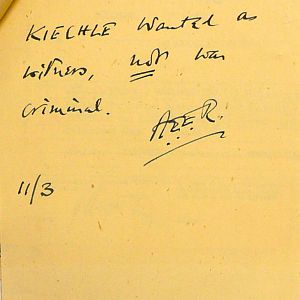 KIECHLE wanted as
witness, not war
criminal.
A.E.E.R.
11/3